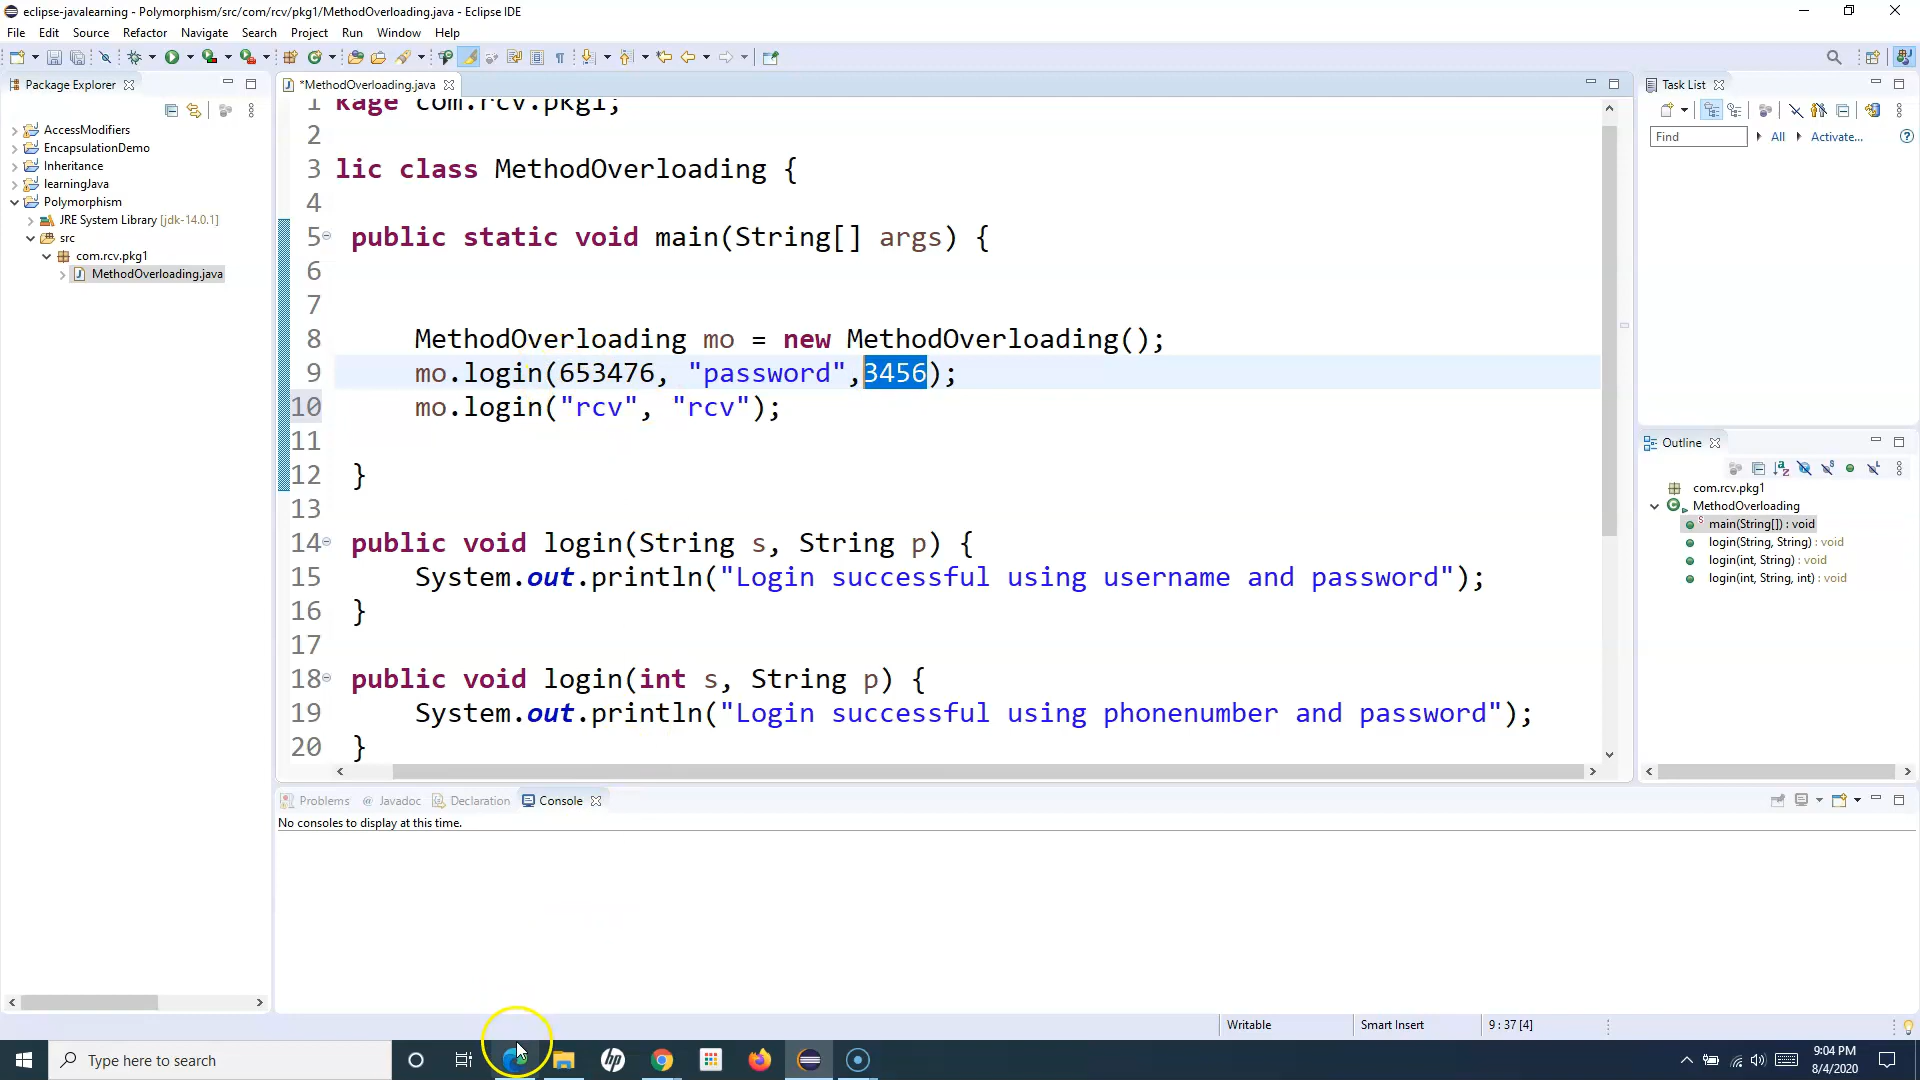 eclipse-javalearning - Polymorphism/src/com/rcv/pkg1/MethodOverloading.java - Eclipse IDE
File Edit Source Refactor Navigate Search Project Run Window Help
Package Explorer
*MethodOverloading.java
Task List
AccessModifiers
EncapsulationDemo
Inheritance
learningJava
Polymorphism
JRE System Library [jdk-14.0.1]
src
com.rcv.pkg1
MethodOverloading.java
1 kage com.rcv.pkg1;
2
3 lic class MethodOverloading {
4
5 public static void main(String[] args) {
6
7
8 MethodOverloading mo = new MethodOverloading();
9 mo.login(653476, "password",3456);
10 mo.login("rcv", "rcv");
11
12 }
13
14 public void login(String s, String p) {
15 System.out.println("Login successful using username and password");
16 }
17
18 public void login(int s, String p) {
19 System.out.println("Login successful using phonenumber and password");
20 }
Find All Activate...
Outline
com.rcv.pkg1
MethodOverloading
main(String[]) : void
login(String, String) : void
login(int, String) : void
login(int, String, int) : void
Problems Javadoc Declaration Console
No consoles to display at this time.
Writable Smart Insert 9 : 37 [4]
Type here to search
9:04 PM
8/4/2020